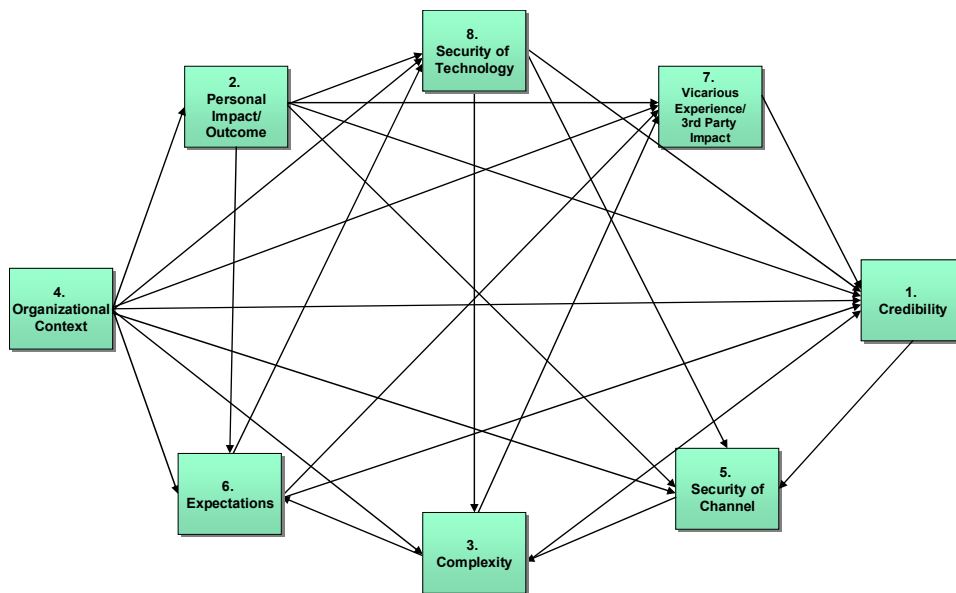 8.
Security of
Technology
2.
Personal
Impact/
Outcome
7.
Vicarious
Experience/
3rd Party
Impact
4.
Organizational
Context
1.
Credibility
6.
Expectations
5.
Security of
Channel
3.
Complexity